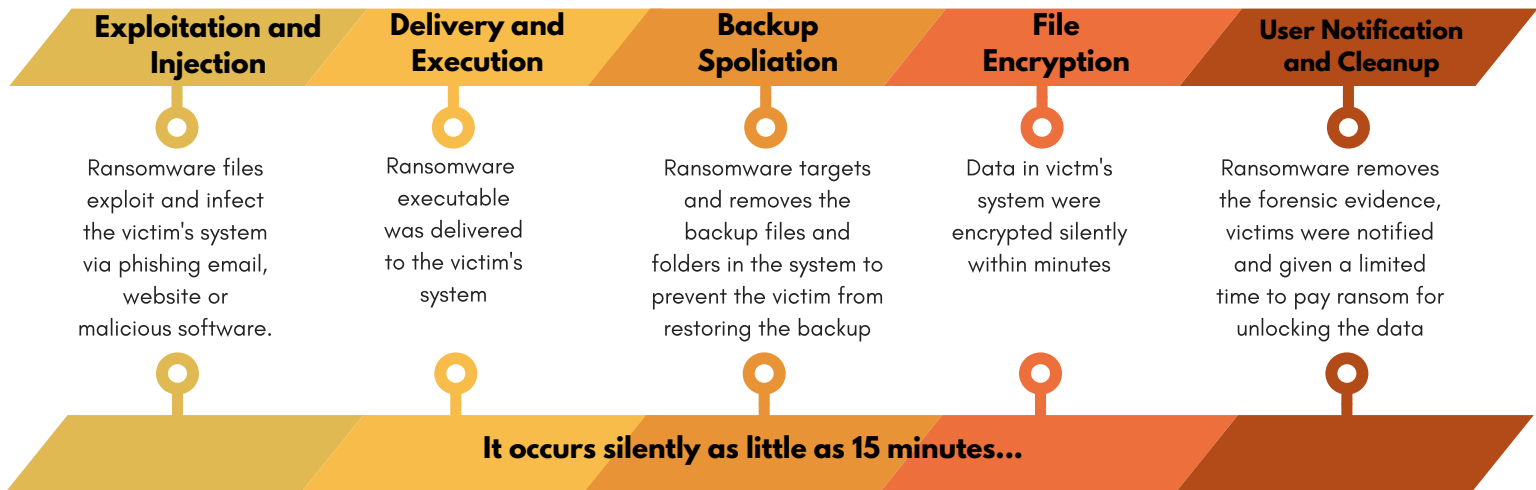 Exploitation and
Injection
Delivery and
Execution
Backup
Spoliation
File
Encryption
User Notification
and Cleanup
Ransomware files
exploit and infect
the victim's system
via phishing email,
website or
malicious software.
Ransomware
executable
was delivered
to the victim's
system
Ransomware targets
and removes the
backup files and
folders in the system to
prevent the victim from
restoring the backup
Data in victm's
system were
encrypted silently
within minutes
Ransomware removes
the forensic evidence,
victims were notified
and given a limited
time to pay ransom for
unlocking the data
It occurs silently as little as 15 minutes...